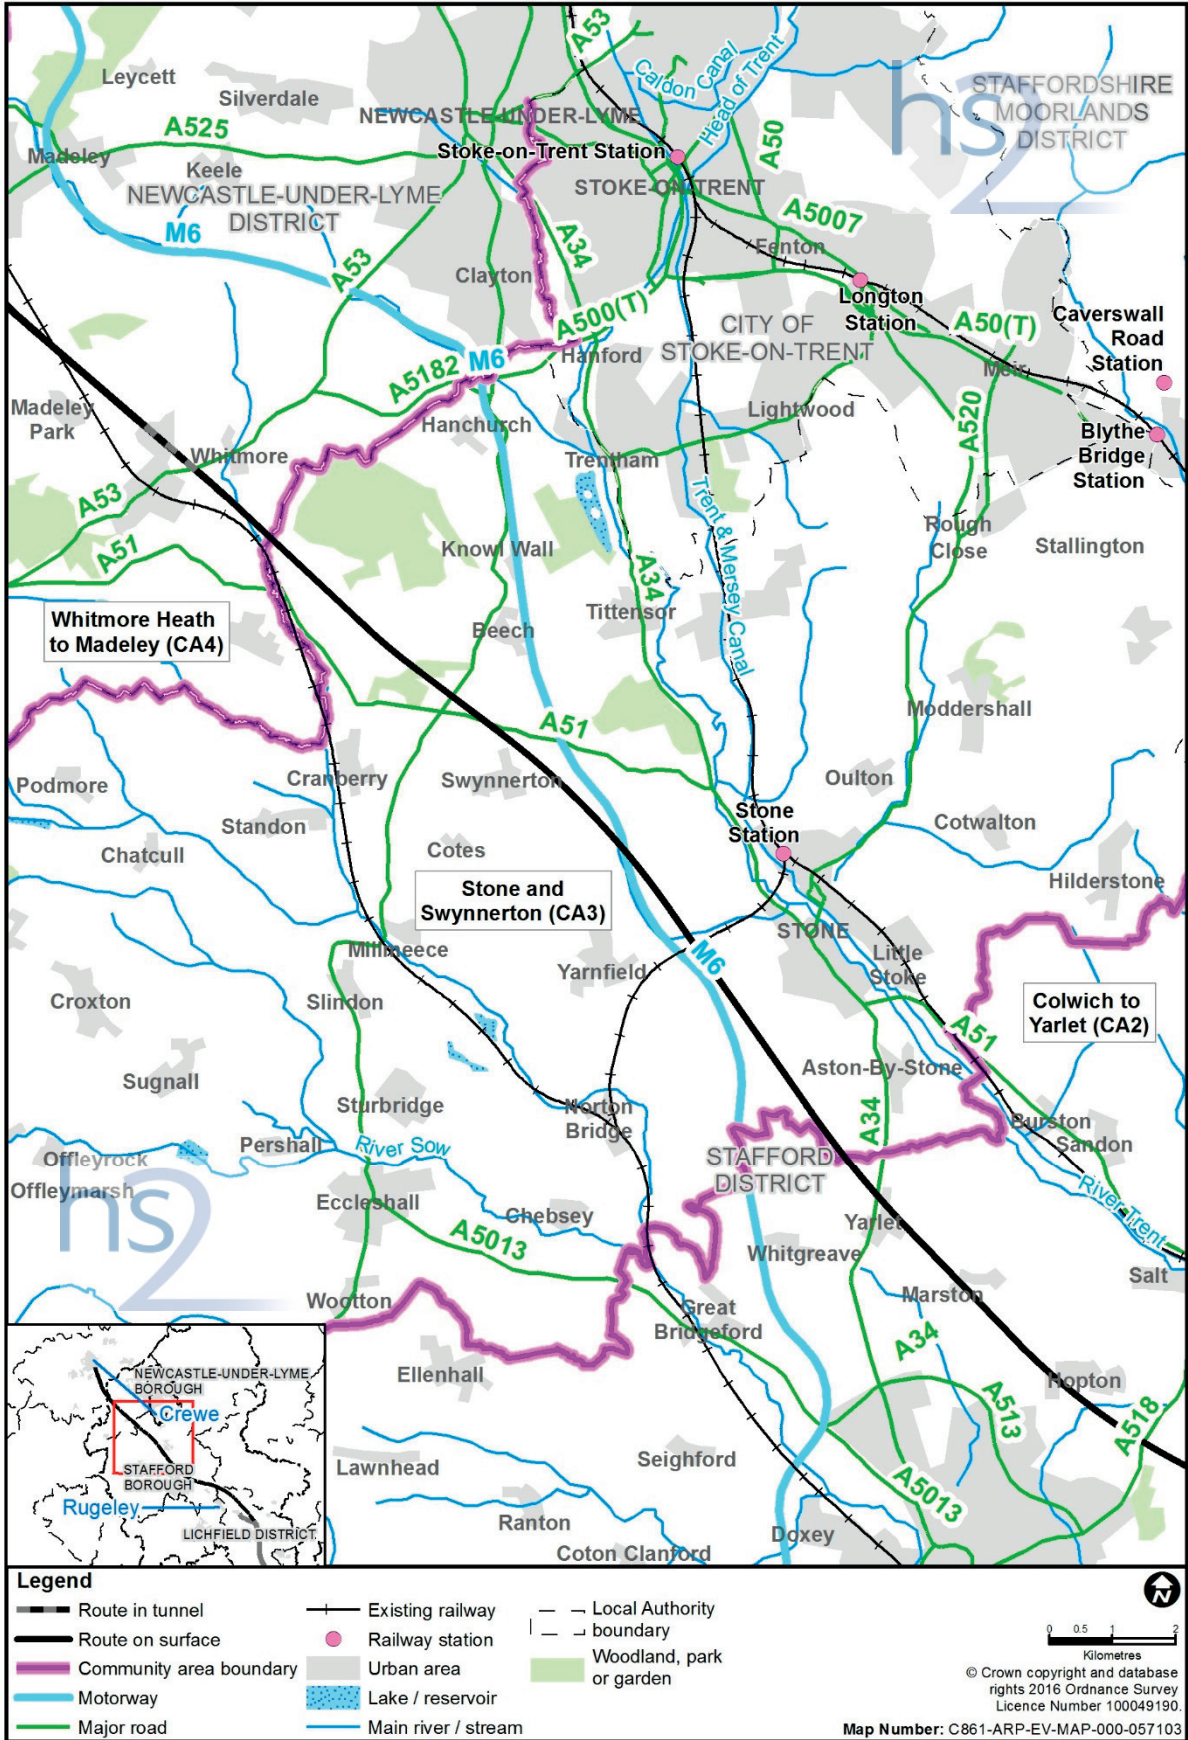 A53
Leycett
Silverdale
Caldon Canal
Head of Trent
hs2
STAFFORDSHIRE
MOORLANDS
DISTRICT
NEWCASTLE-UNDER-LYME
A525
A50
Madeley
Keele
Stoke-on-Trent Station
NEWCASTLE-UNDER-LYME
DISTRICT
STOKE-ON-TRENT
A5007
M6
A53
A34
Fenton
Clayton
Longton
Station
Caverswall
Road
Station
A500(T)
CITY OF
STOKE-ON-TRENT
A50(T)
Hanford
M6
A5182
Meir
Madeley
Park
Hanchurch
Lightwood
A520
Blythe
Bridge
Station
Whitmore
Trentham
A53
Trent & Mersey Canal
Rough
Close
Stallington
A51
Knowl Wall
A34
Whitmore Heath
to Madeley (CA4)
Tittensor
Beech
Moddershall
A51
Podmore
Cranberry
Swynnerton
Oulton
Stone
Station
Standon
Cotwalton
Chatcull
Cotes
Hilderstone
Stone and
Swynnerton (CA3)
STONE
Millmeece
Yarnfield
M6
Little
Stoke
Croxton
Slindon
Colwich to
Yarlet (CA2)
A51
Sugnall
Aston-By-Stone
Sturbridge
Norton
Bridge
A34
Burston
Sandon
Offleyrock
Pershall
River Sow
STAFFORD
DISTRICT
Offleymarsh
hs2
Eccleshall
Chebsey
River Trent
Yarlet
A5013
Whitgreave
Salt
Wootton
Marston
Great
Bridgeford
A34
Ellenhall
Hopton
A513
A518
NEWCASTLE-UNDER-LYME
BOROUGH
Crewe
STAFFORD
BOROUGH
Rugeley
LICHFIELD DISTRICT
Lawnhead
Seighford
A5013
Ranton
Doxey
Coton Clanford
Legend
Route in tunnel
Route on surface
Community area boundary
Motorway
Major road
Existing railway
Railway station
Urban area
Lake / reservoir
Main river / stream
Local Authority
boundary
Woodland, park
or garden
N
0 0.5 1 2
Kilometres
© Crown copyright and database
rights 2016 Ordnance Survey
Licence Number 100049190.
Map Number: C861-ARP-EV-MAP-000-057103